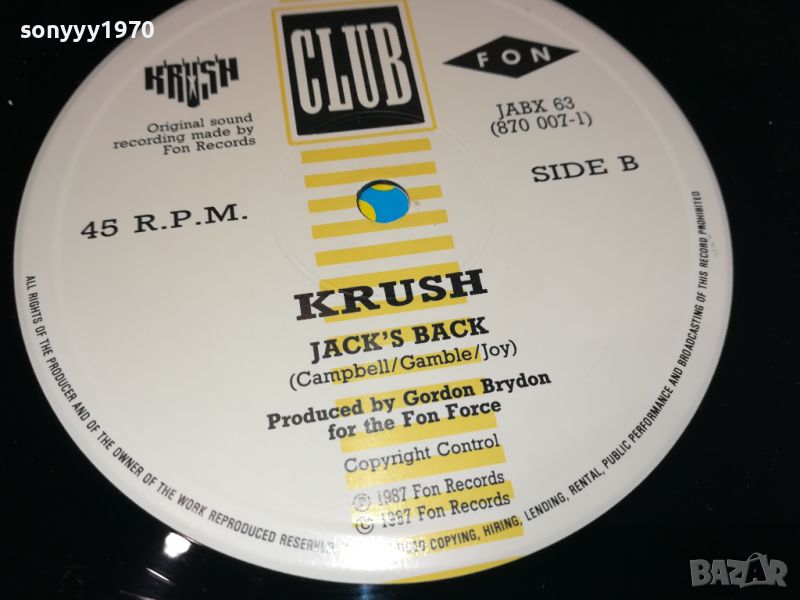 sonyyy1970
KRUSH
CLUB
FON
Original sound
recording made by
Fon Records
JABX 63
(870 007-1)
45 R.P.M.
SIDE B
KRUSH
JACK'S BACK
(Campbell/Gamble/Joy)
Produced by Gordon Brydon
for the Fon Force
Copyright Control
Ⓟ 1987 Fon Records
© 1987 Fon Records
ALL RIGHTS OF THE PRODUCER AND OF THE OWNER OF THE WORK REPRODUCED RESERVED COPYING, HIRING, LENDING, RENTAL, PUBLIC PERFORMANCE AND BROADCASTING OF THIS RECORD PROHIBITED
BAZAR